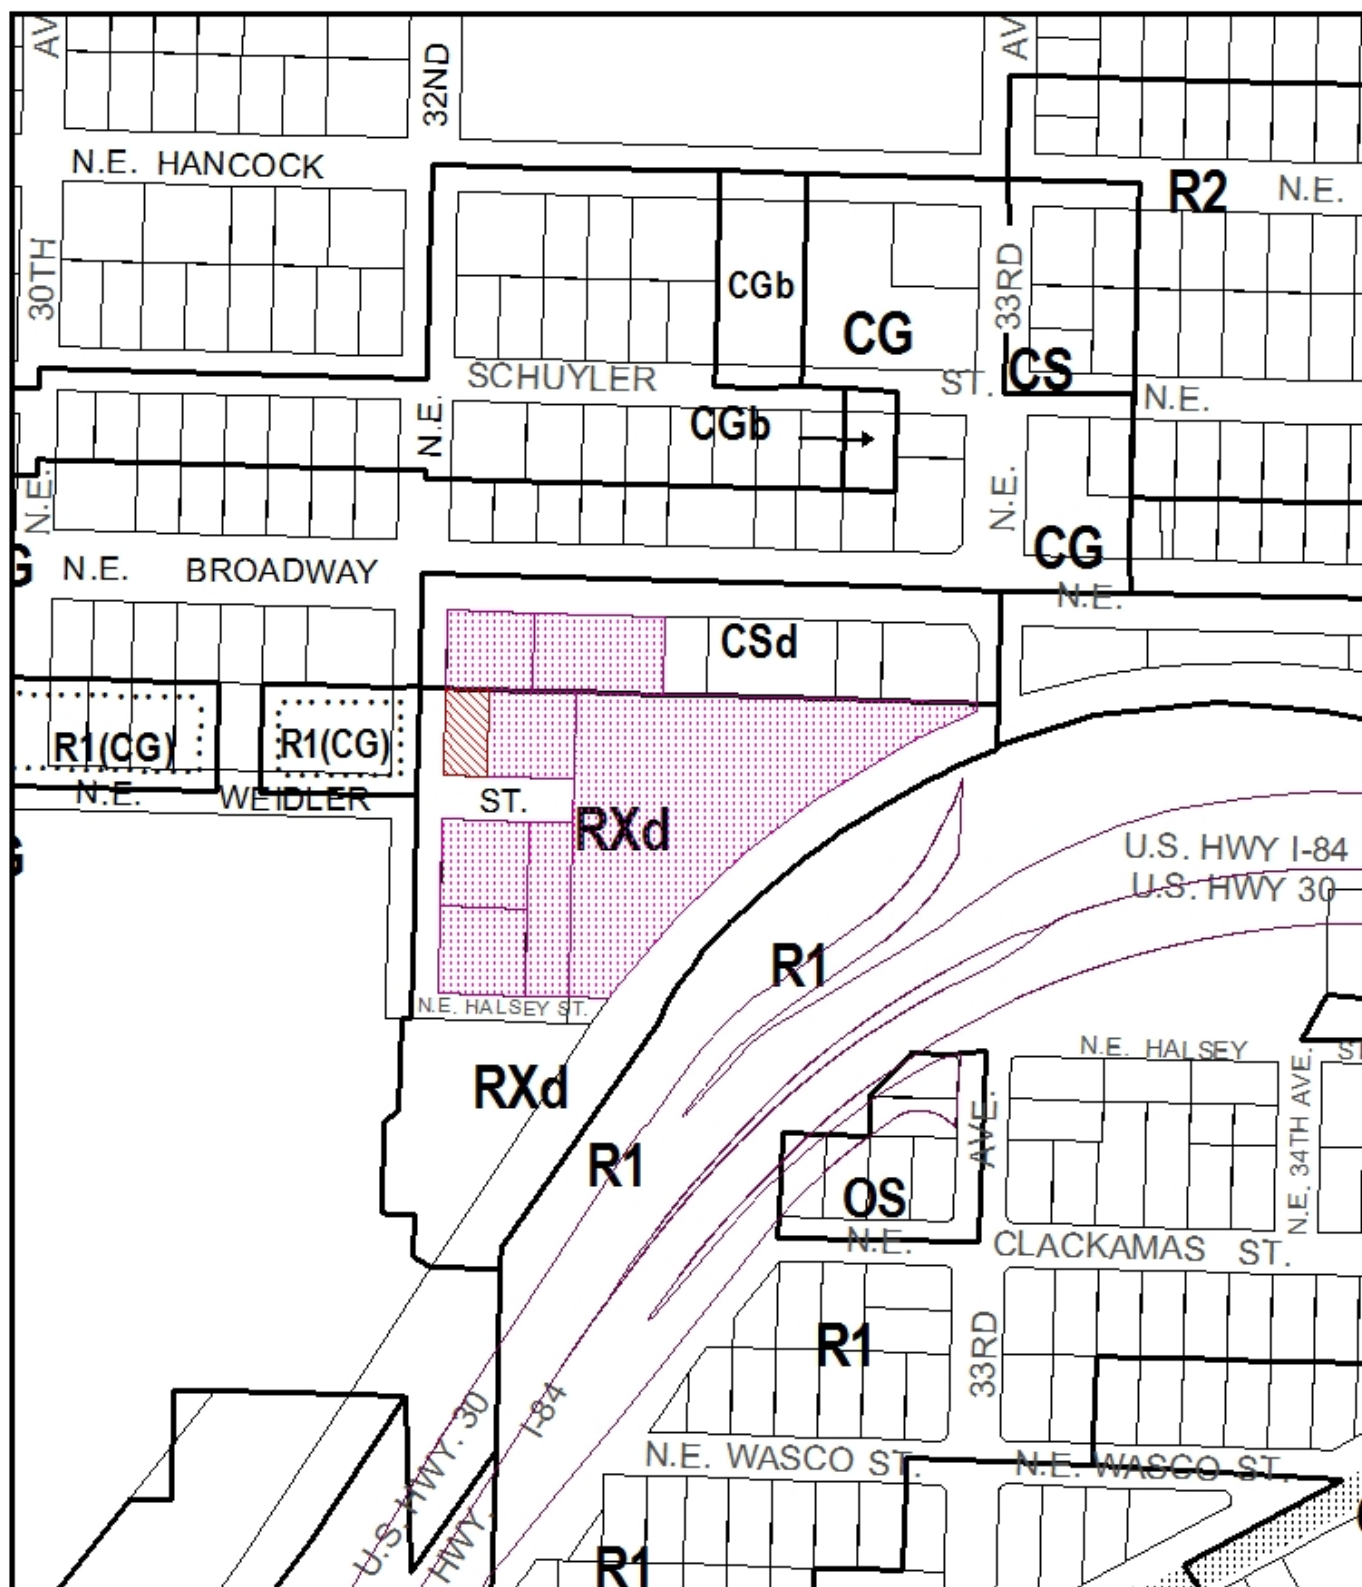 AV
32ND
AV
N.E. HANCOCK
R2
N.E.
30TH
CGb
33RD
CG
CS
SCHUYLER
ST.
N.E.
N.E.
CGb
N.E.
N.E.
CG
G
N.E. BROADWAY
N.E.
CSd
R1(CG)
R1(CG)
N.E. WEIDLER
ST.
RXd
U.S. HWY I-84
U.S. HWY 30
R1
N.E. HALSEY ST.
N.E. HALSEY
ST
RXd
AVE.
N.E. 34TH AVE.
R1
OS
N.E.
CLACKAMAS ST.
R1
33RD
U.S. HWY. 30
I-84
HWY.
N.E. WASCO ST.
N.E. WASCO ST.
R1